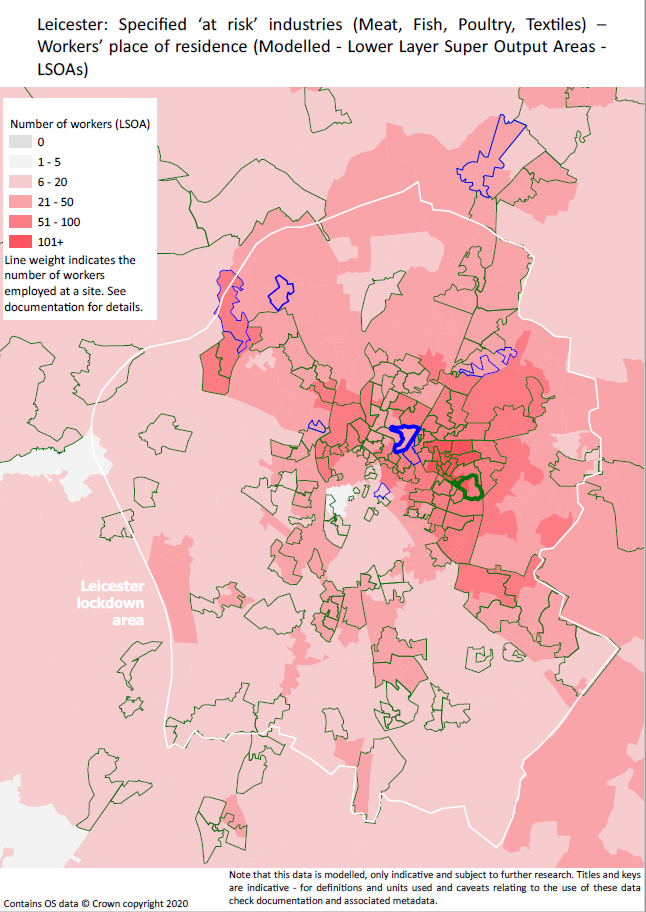 Leicester: Specified ‘at risk’ industries (Meat, Fish, Poultry, Textiles) –
Workers’ place of residence (Modelled - Lower Layer Super Output Areas -
LSOAs)
Number of workers (LSOA)
0
1 - 5
6 - 20
21 - 50
51 - 100
101+
Line weight indicates the
number of workers
employed at a site. See
documentation for details.
Leicester
lockdown
area
Note that this data is modelled, only indicative and subject to further research. Titles and keys
are indicative - for definitions and units used and caveats relating to the use of these data
check documentation and associated metadata.
Contains OS data © Crown copyright 2020